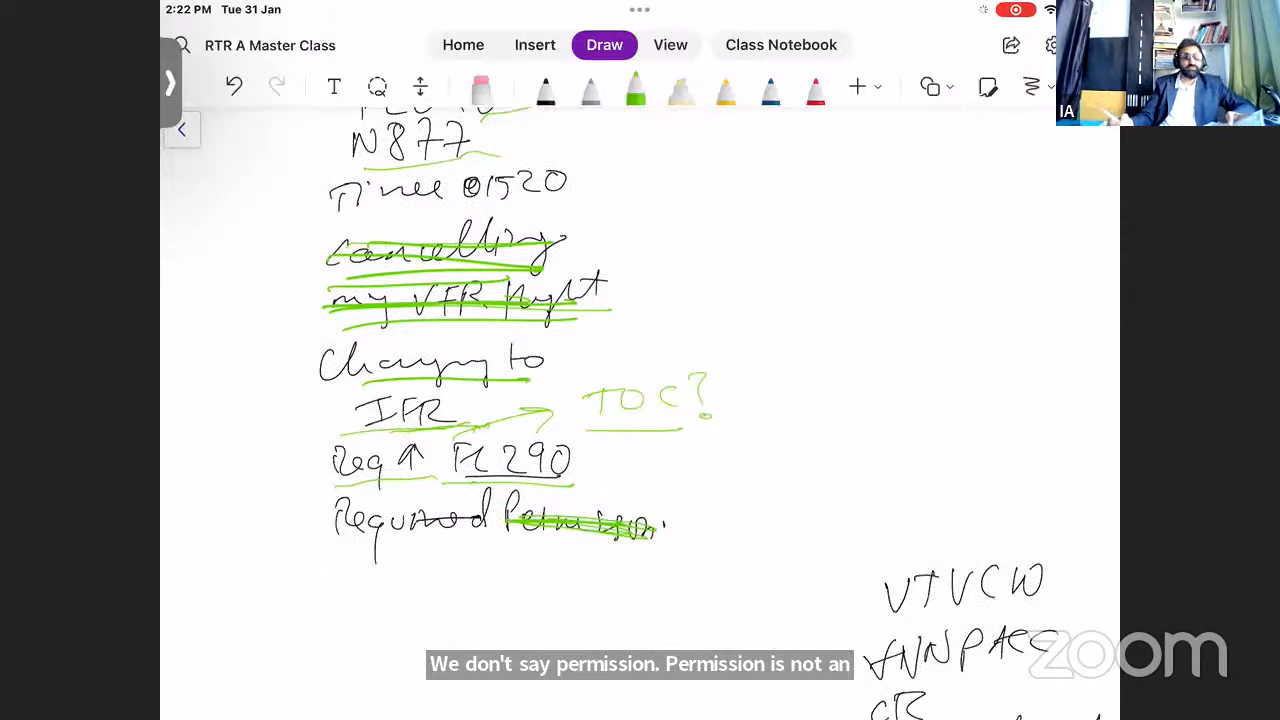 2:22 PM Tue 31 Jan
RTR A Master Class
Home Insert Draw View Class Notebook
T
IA
N877
Time 01520
cancelling
my VFR flight
Changing to
IFR
TOC?
Req ↑ FL 290
Required Permission.
VTVCW
We don't say permission. Permission is not an
zoom